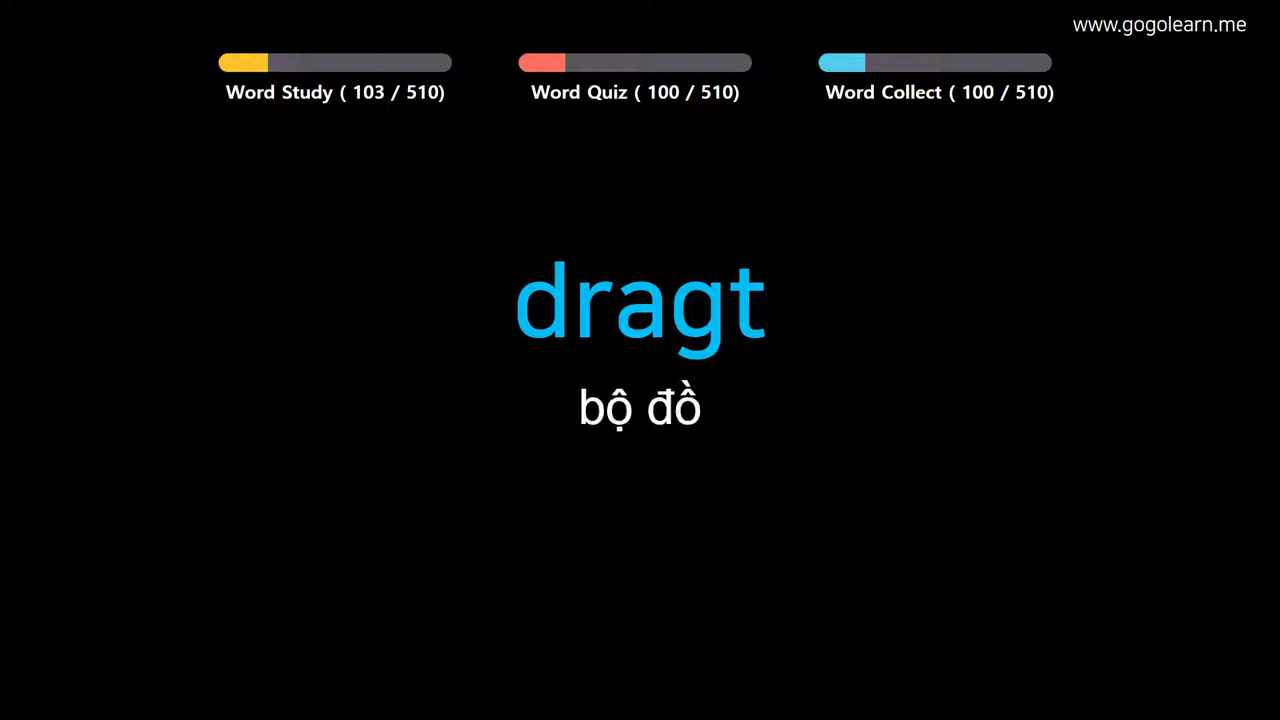 www.gogolearn.me
Word Study ( 103 / 510)
Word Quiz ( 100 / 510)
Word Collect ( 100 / 510)
dragt
bộ đồ